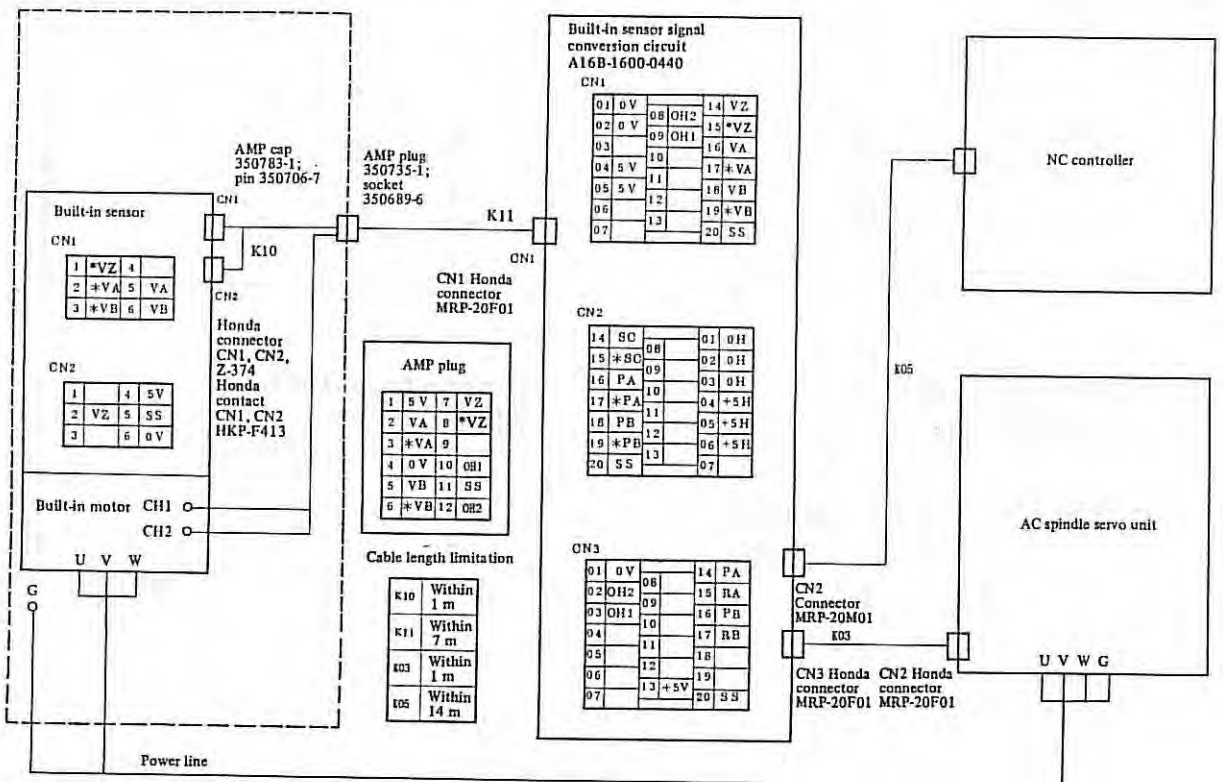 Built-in sensor signal
conversion circuit
A16B-1600-0440
CN1
01 0V 14 VZ
08 OH2
02 0V 15 *VZ
09 OH1
03 16 VA
10
04 5V 17 *VA
11
05 5V 18 VB
12
06 19 *VB
13
07 20 SS
NC controller
AMP cap
350783-1;
pin 350706-7
AMP plug
350735-1;
socket
350689-6
Built-in sensor
CN1
K10
CN2
K11
CN1
CN1
1 *VZ 4
2 *VA 5 VA
3 *VB 6 VB
CN2
1 4 5V
2 VZ 5 SS
3 6 0V
Honda
connector
CN1, CN2,
Z-374
Honda
contact
CN1, CN2
HKP-F413
CN1 Honda
connector
MRP-20F01
AMP plug
1 5V 7 VZ
2 VA 8 *VZ
3 *VA 9
4 0V 10 OH1
5 VB 11 SS
6 *VB 12 OH2
CN2
14 SC 01 0H
08
15 *SC 02 0H
09
16 PA 03 0H
10
17 *PA 04 +5H
11
18 PB 05 +5H
12
19 *PB 06 +5H
13
20 SS 07
K05
Built-in motor CH1
CH2
U V W
G
Cable length limitation
K10 Within
1 m
K11 Within
7 m
K03 Within
1 m
K05 Within
14 m
CN3
01 0V 14 PA
08
02 OH2 15 RA
09
03 OH1 16 PB
10
04 17 RB
11
05 18
12
06 19
13 +5V
07 20 SS
AC spindle servo unit
CN2
Connector
MRP-20M01
K03
CN3 Honda
connector
MRP-20F01
CN2 Honda
connector
MRP-20F01
U V W G
Power line